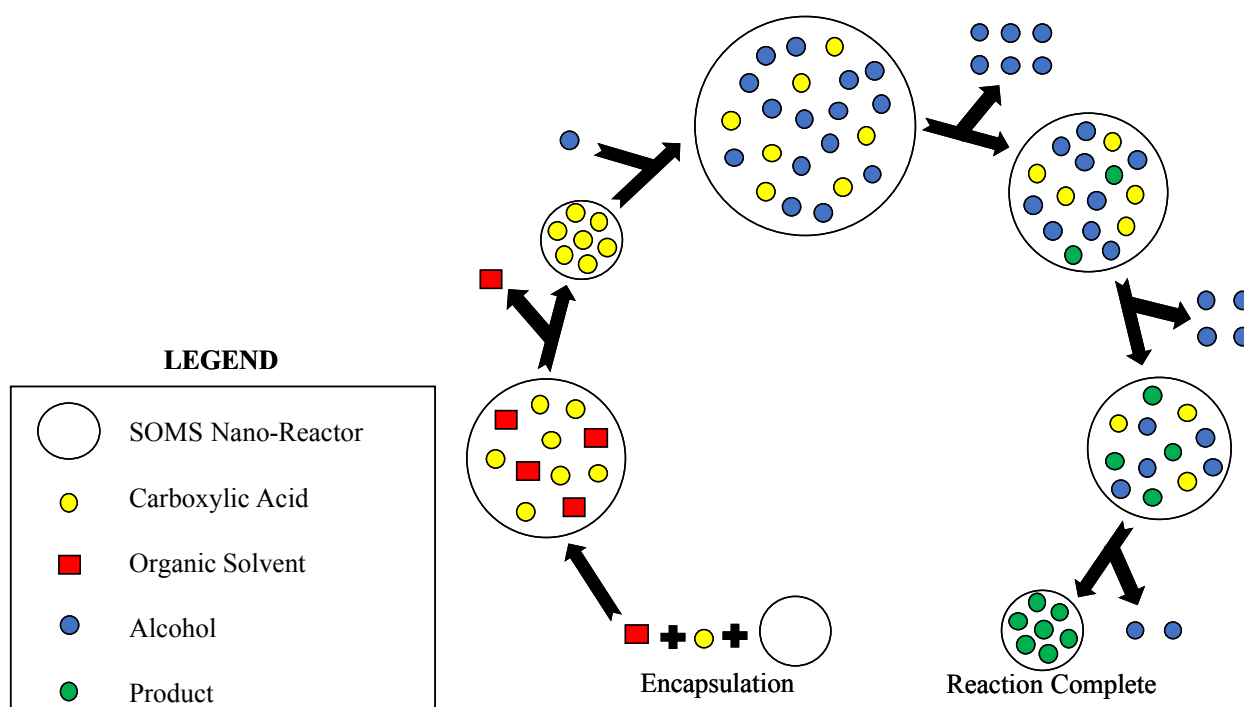 LEGEND
SOMS Nano-Reactor
Carboxylic Acid
Organic Solvent
Alcohol
Product
Encapsulation
Reaction Complete